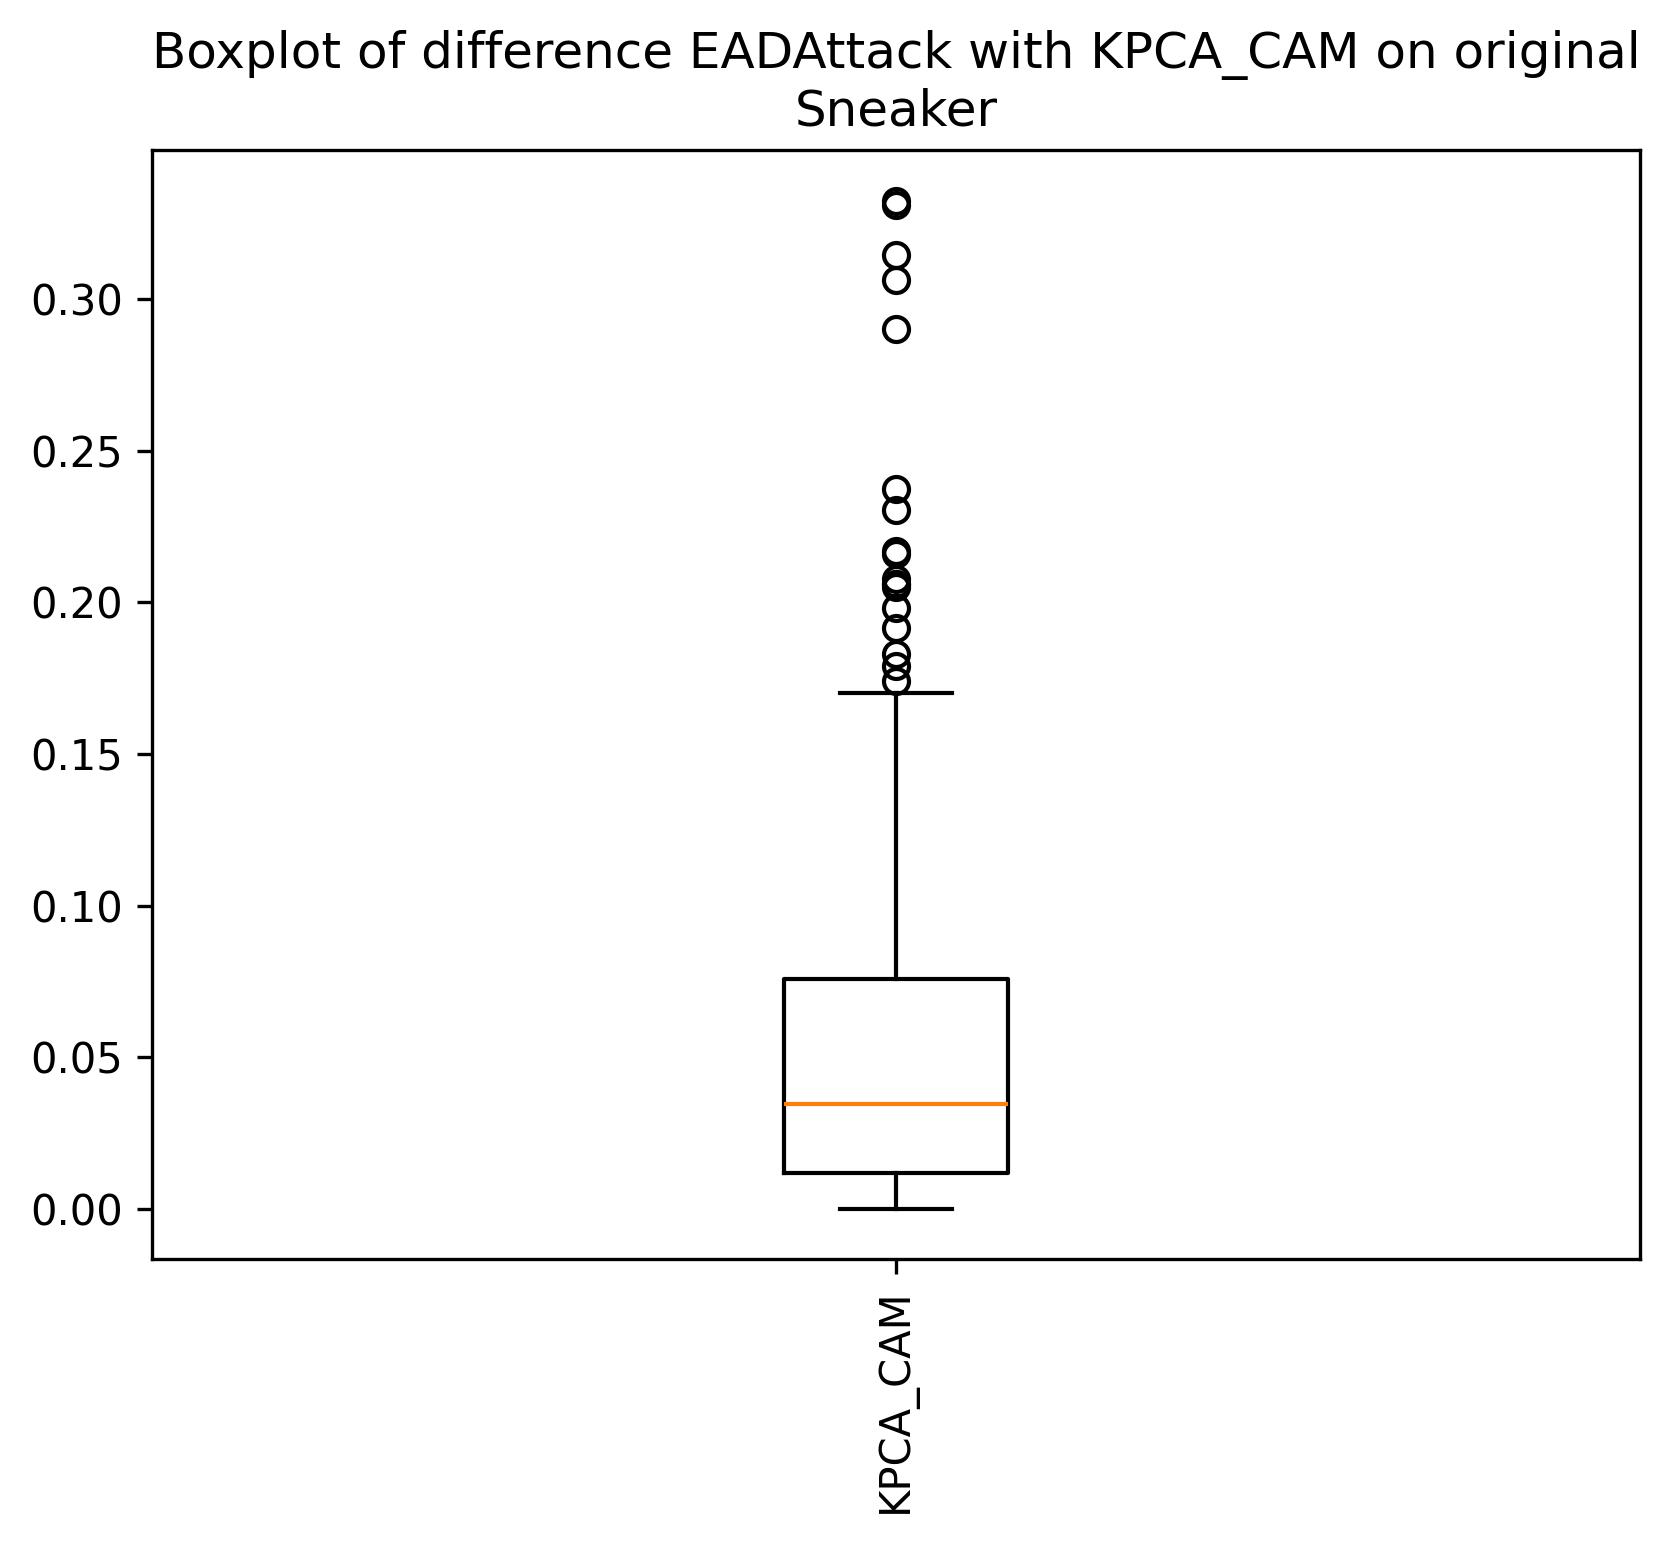 Boxplot of difference EADAttack with KPCA_CAM on original
Sneaker
0.30
0.25
0.20
0.15
0.10
0.05
0.00
KPCA_CAM